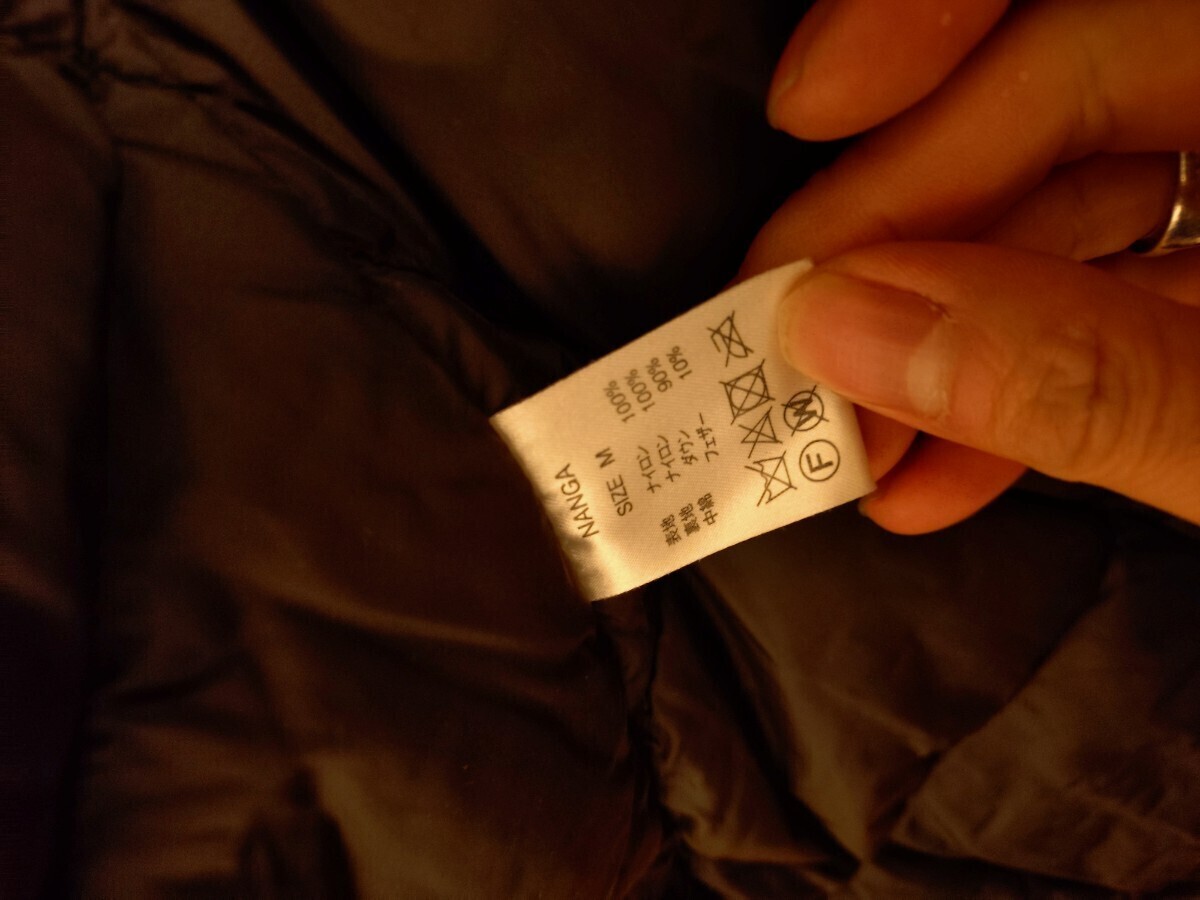 NANGA
SIZE M
表地 ナイロン 100%
裏地 ナイロン 100%
中綿 ダウン 90%
フェザー 10%
F W